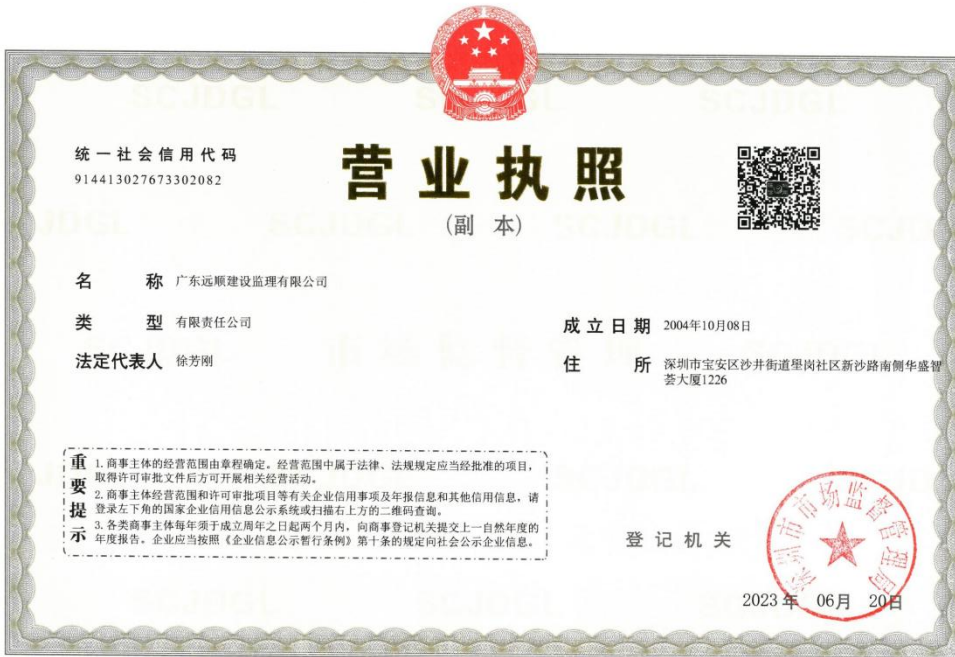 统一社会信用代码
914413027673302082
营业执照
(副 本)
名 称 广东远顺建设监理有限公司
类 型 有限责任公司
法定代表人 徐芳刚
成立日期 2004年10月08日
住 所 深圳市宝安区沙井街道壆岗社区新沙路南侧华盛智
荟大厦1226
重要提示
1.商事主体的经营范围由章程确定。经营范围中属于法律、法规规定应当经批准的项目，
取得许可审批文件后方可开展相关经营活动。
2.商事主体经营范围和许可审批项目等有关企业信用事项及年报信息和其他信用信息，请
登录左下角的国家企业信用信息公示系统或扫描右上方的二维码查询。
3.各类商事主体每年须于成立周年之日起两个月内，向商事登记机关提交上一自然年度的
年度报告。企业应当按照《企业信息公示暂行条例》第十条的规定向社会公示企业信息。
登记机关
深圳市市场监督管理局
2023年 06月 20日
SCJDGL